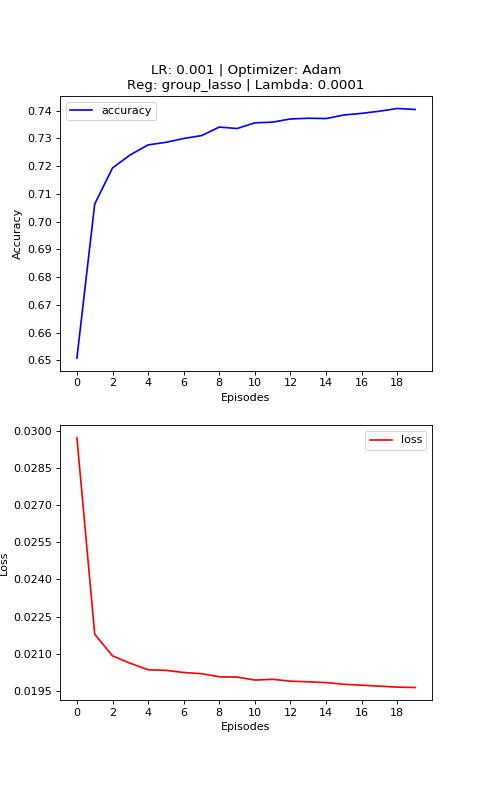 LR: 0.001 | Optimizer: Adam
Reg: group_lasso | Lambda: 0.0001
accuracy
0.74
0.73
0.72
0.71
0.70
0.69
0.68
0.67
0.66
0.65
Accuracy
0 2 4 6 8 10 12 14 16 18
Episodes
loss
0.0300
0.0285
0.0270
0.0255
0.0240
0.0225
0.0210
0.0195
Loss
0 2 4 6 8 10 12 14 16 18
Episodes